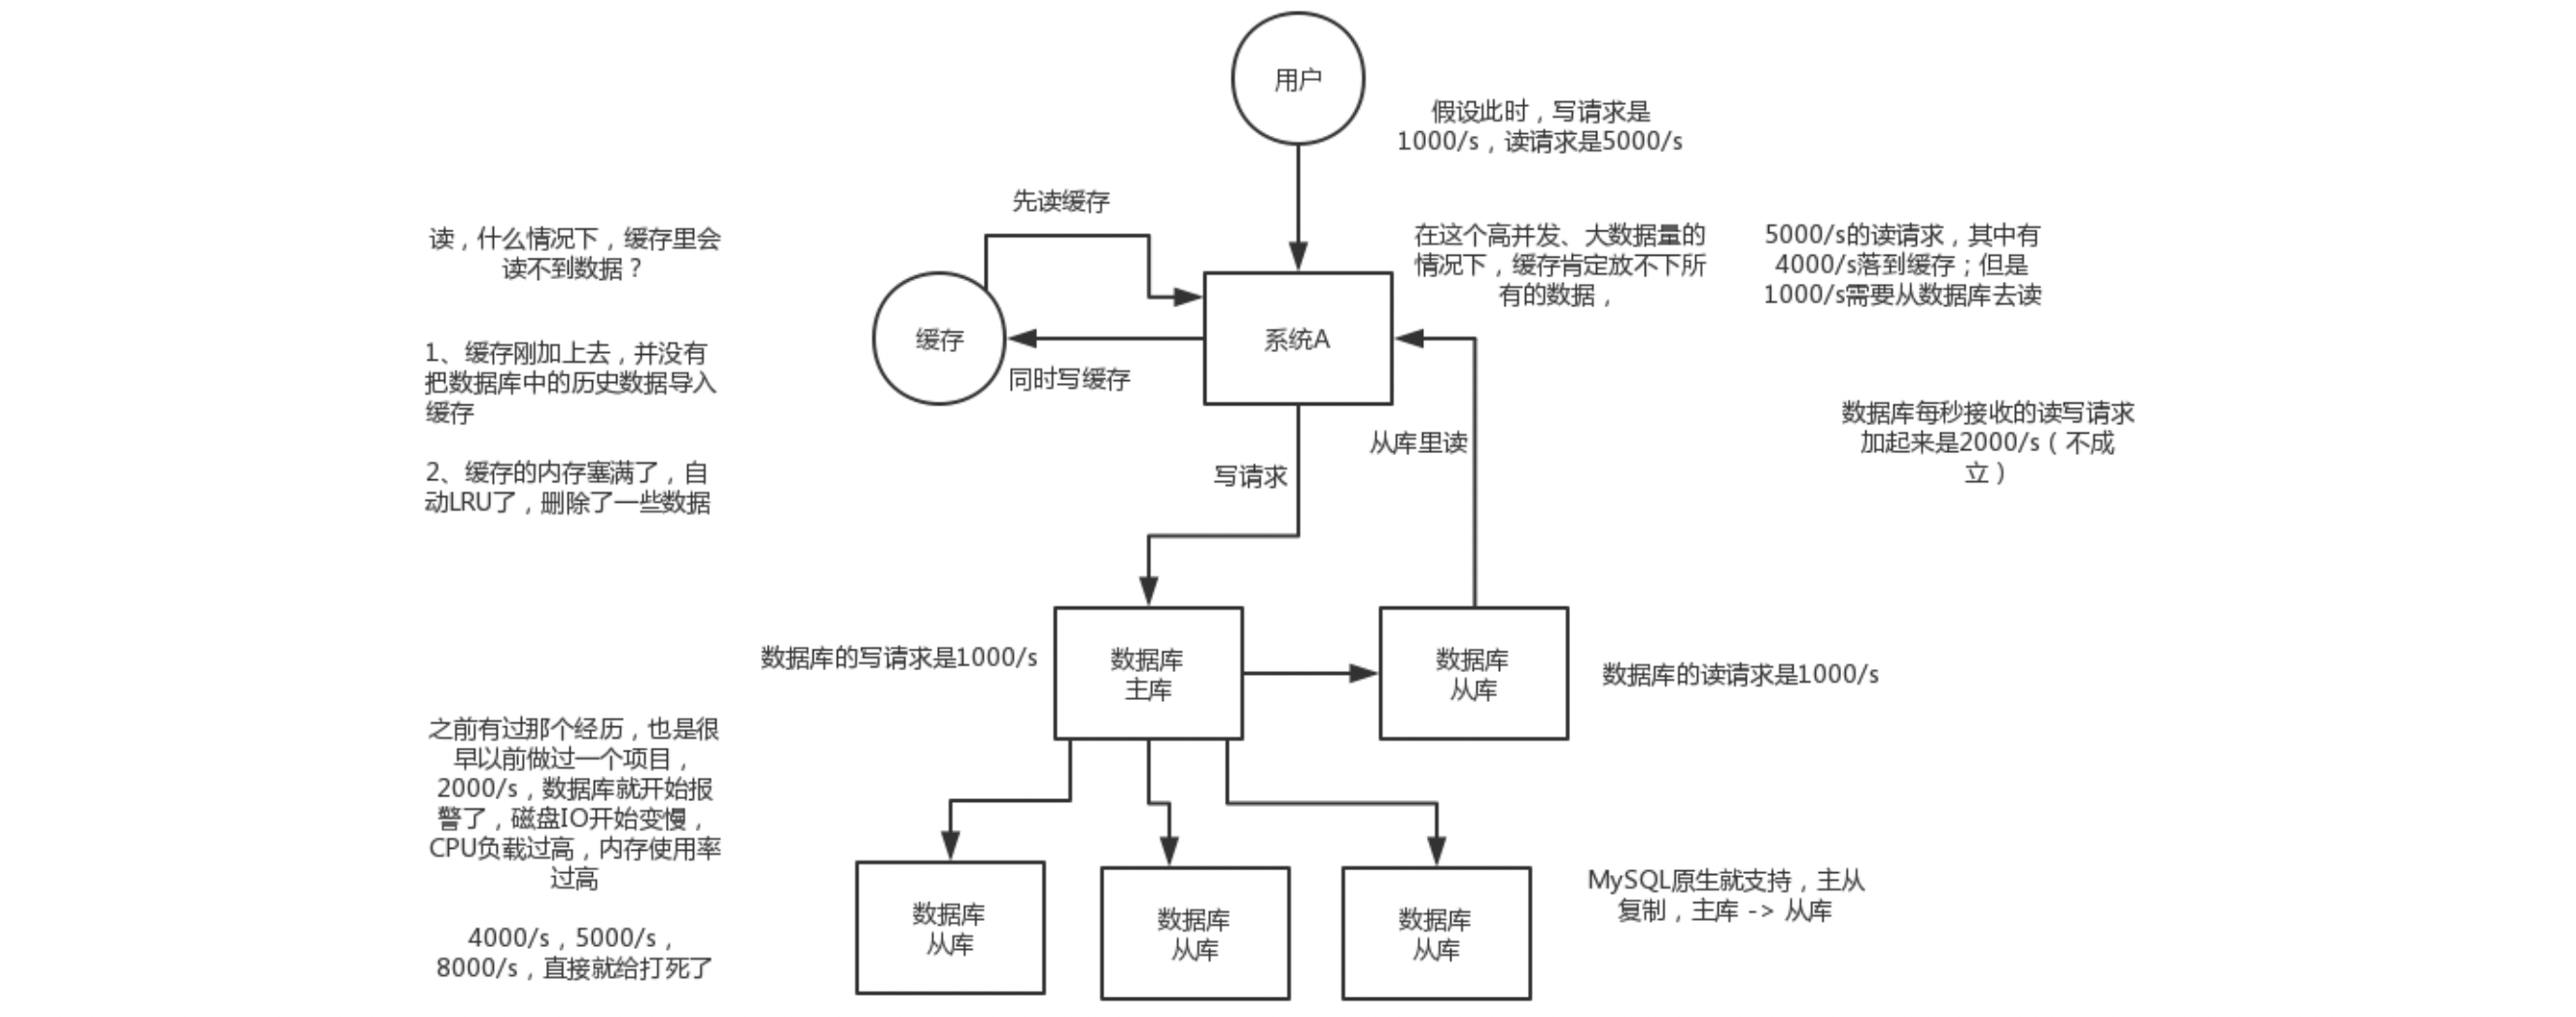 用户
假设此时，写请求是
1000/s，读请求是5000/s
先读缓存
读，什么情况下，缓存里会
读不到数据？
在这个高并发、大数据量的
情况下，缓存肯定放不下所
有的数据，
5000/s的读请求，其中有
4000/s落到缓存；但是
1000/s需要从数据库去读
缓存
系统A
同时写缓存
1、缓存刚加上去，并没有
把数据库中的历史数据导入
缓存
2、缓存的内存塞满了，自
动LRU了，删除了一些数据
写请求
从库里读
数据库每秒接收的读写请求
加起来是2000/s（不成
立）
数据库的写请求是1000/s
数据库
主库
数据库
从库
数据库的读请求是1000/s
之前有过那个经历，也是很
早以前做过一个项目，
2000/s，数据库就开始报
警了，磁盘IO开始变慢，
CPU负载过高，内存使用率
过高
4000/s，5000/s，
8000/s，直接就给打死了
数据库
从库
数据库
从库
数据库
从库
MySQL原生就支持，主从
复制，主库 -> 从库